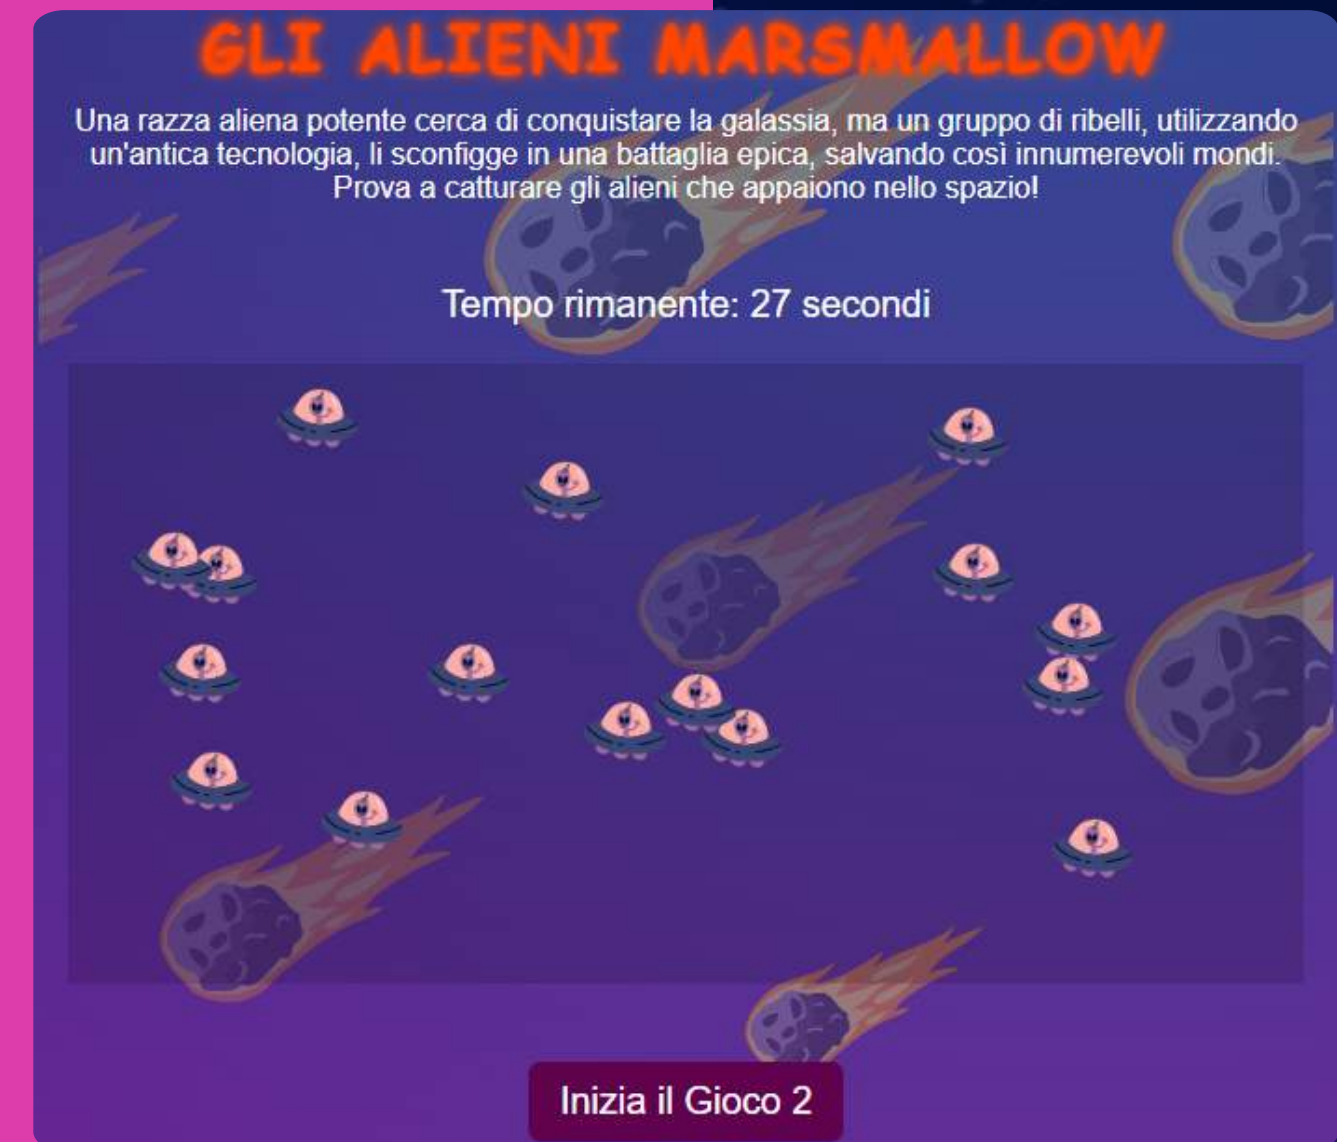 GLI ALIENI MARSMALLOW
Una razza aliena potente cerca di conquistare la galassia, ma un gruppo di ribelli, utilizzando
un'antica tecnologia, li sconfigge in una battaglia epica, salvando così innumerevoli mondi.
Prova a catturare gli alieni che appaiono nello spazio!
Tempo rimanente: 27 secondi
Inizia il Gioco 2